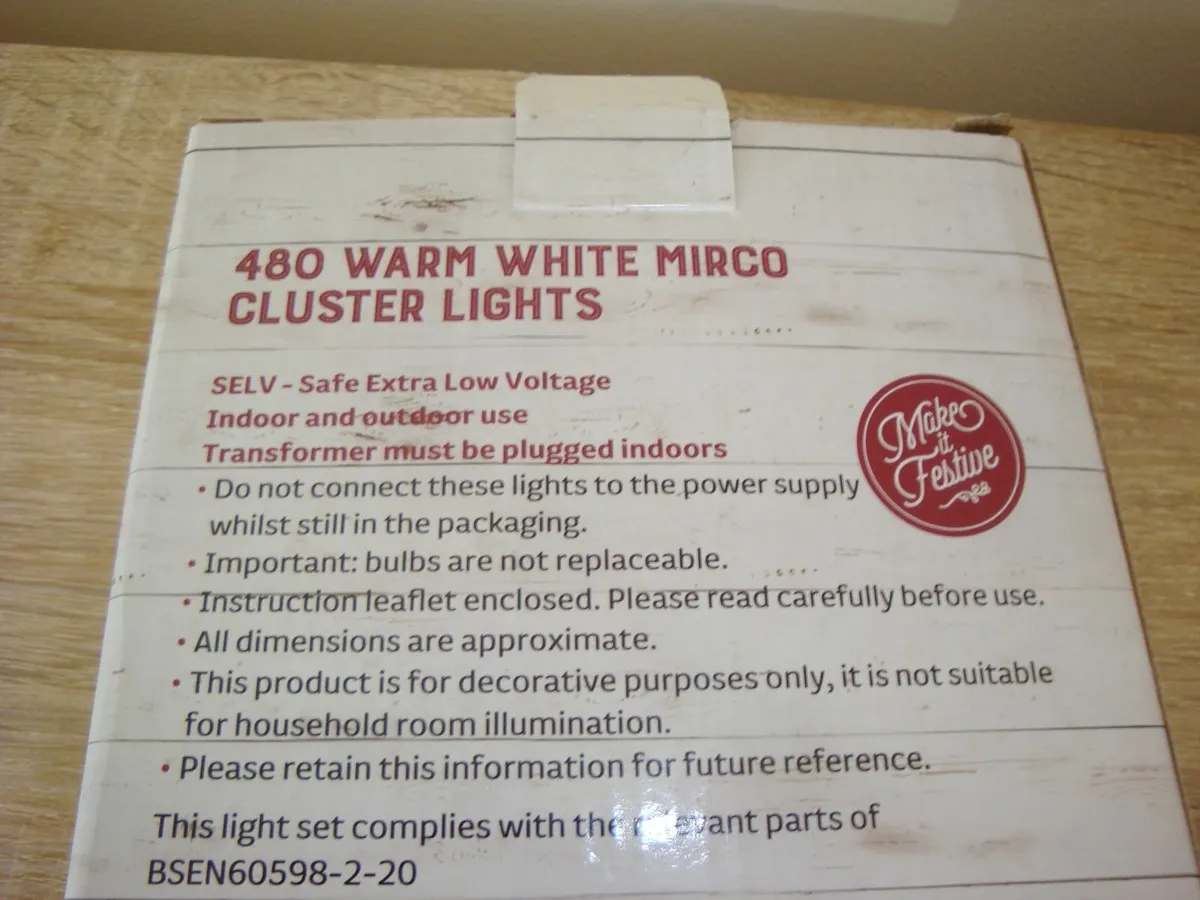 480 WARM WHITE MIRCO
CLUSTER LIGHTS
SELV - Safe Extra Low Voltage
Indoor and outdoor use
Transformer must be plugged indoors
Make
it
Festive
• Do not connect these lights to the power supply
whilst still in the packaging.
• Important: bulbs are not replaceable.
• Instruction leaflet enclosed. Please read carefully before use.
• All dimensions are approximate.
• This product is for decorative purposes only, it is not suitable
for household room illumination.
• Please retain this information for future reference.
This light set complies with the relevant parts of
BSEN60598-2-20